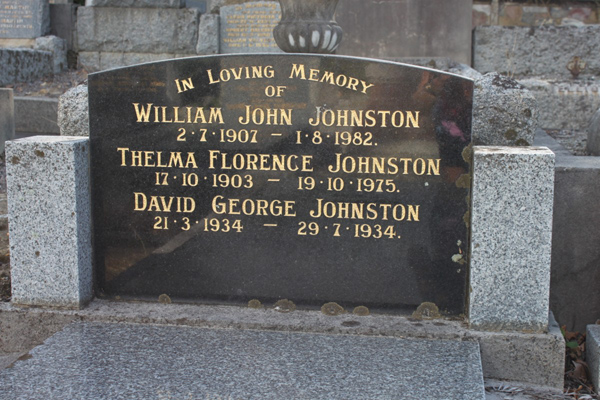 IN LOVING MEMORY
OF
WILLIAM JOHN JOHNSTON
2·7·1907 – 1·8·1982.
THELMA FLORENCE JOHNSTON
17·10·1903 – 19·10·1975.
DAVID GEORGE JOHNSTON
21·3·1934 – 29·7·1934.